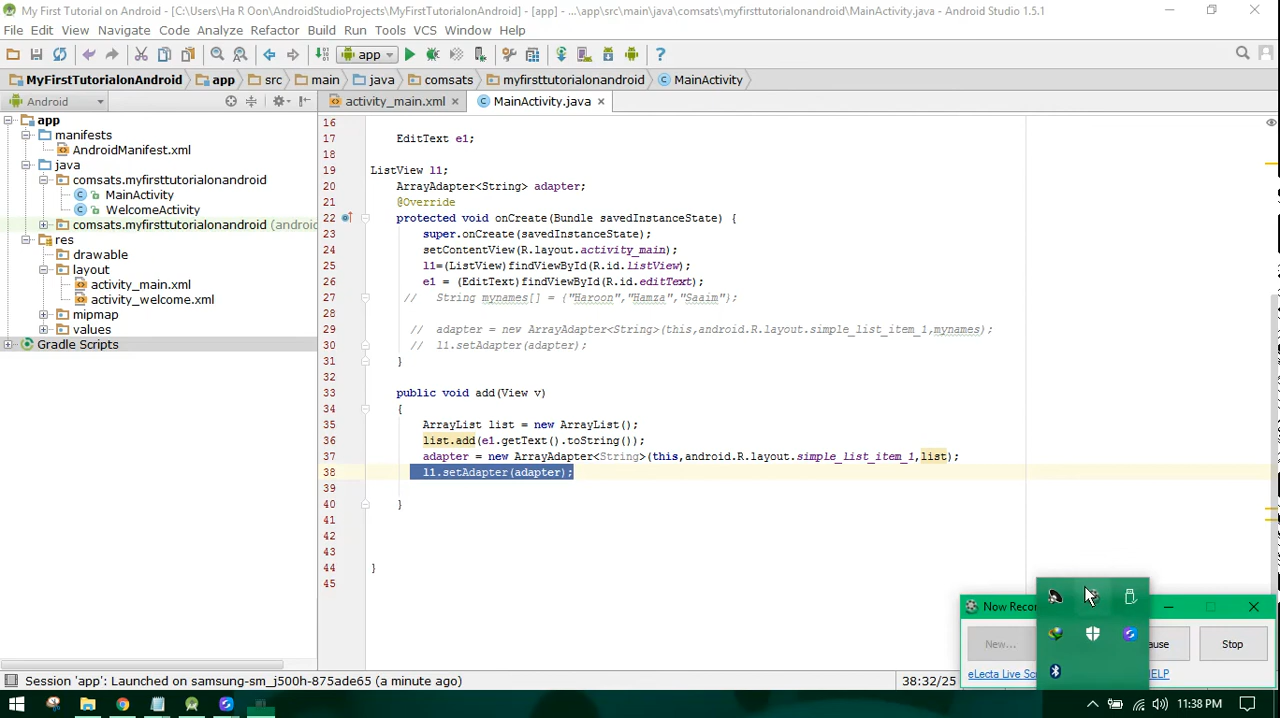 MyFirstTutorialonAndroid - [C:\Users\Ha R Oon\AndroidStudioProjects\MyFirstTutorialonAndroid] - [app] - ...\app\src\main\java\comsats\myfirsttutorialonandroid\MainActivity.java - Android Studio 1.5.1
File Edit View Navigate Code Analyze Refactor Build Run Tools VCS Window Help
app
MyFirstTutorialonAndroid app src main java comsats myfirsttutorialonandroid MainActivity
Android activity_main.xml MainActivity.java
app
manifests
AndroidManifest.xml
java
comsats.myfirsttutorialonandroid
MainActivity
WelcomeActivity
comsats.myfirsttutorialonandroid (androi
res
drawable
layout
activity_main.xml
activity_welcome.xml
mipmap
values
Gradle Scripts
16
17 EditText e1;
18
19 ListView l1;
20 ArrayAdapter<String> adapter;
21 @Override
22 protected void onCreate(Bundle savedInstanceState) {
23 super.onCreate(savedInstanceState);
24 setContentView(R.layout.activity_main);
25 l1=(ListView)findViewById(R.id.listView);
26 e1 = (EditText)findViewById(R.id.editText);
27 // String mynames[] = {"Haroon","Hamza","Saaim"};
28
29 // adapter = new ArrayAdapter<String>(this,android.R.layout.simple_list_item_1,mynames);
30 // l1.setAdapter(adapter);
31 }
32
33 public void add(View v)
34 {
35 ArrayList list = new ArrayList();
36 list.add(e1.getText().toString());
37 adapter = new ArrayAdapter<String>(this,android.R.layout.simple_list_item_1,list);
38 l1.setAdapter(adapter);
39
40 }
41
42
43
44 }
45
Now Recor
New... ause Stop
eLecta Live Scr HELP
Session 'app': Launched on samsung-sm_j500h-875ade65 (a minute ago) 38:32/25
11:38 PM